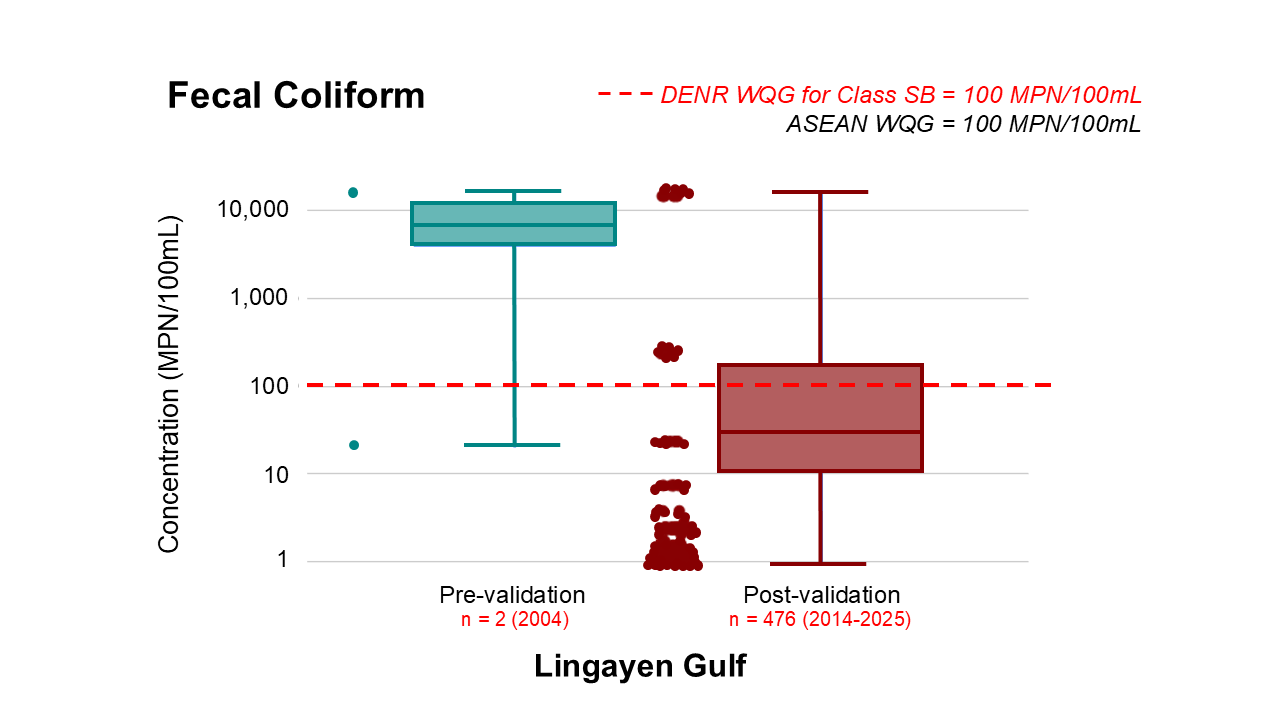 Fecal Coliform
DENR WQG for Class SB = 100 MPN/100mL
ASEAN WQG = 100 MPN/100mL
Concentration (MPN/100mL)
10,000
1,000
100
10
1
Pre-validation
n = 2 (2004)
Post-validation
n = 476 (2014-2025)
Lingayen Gulf